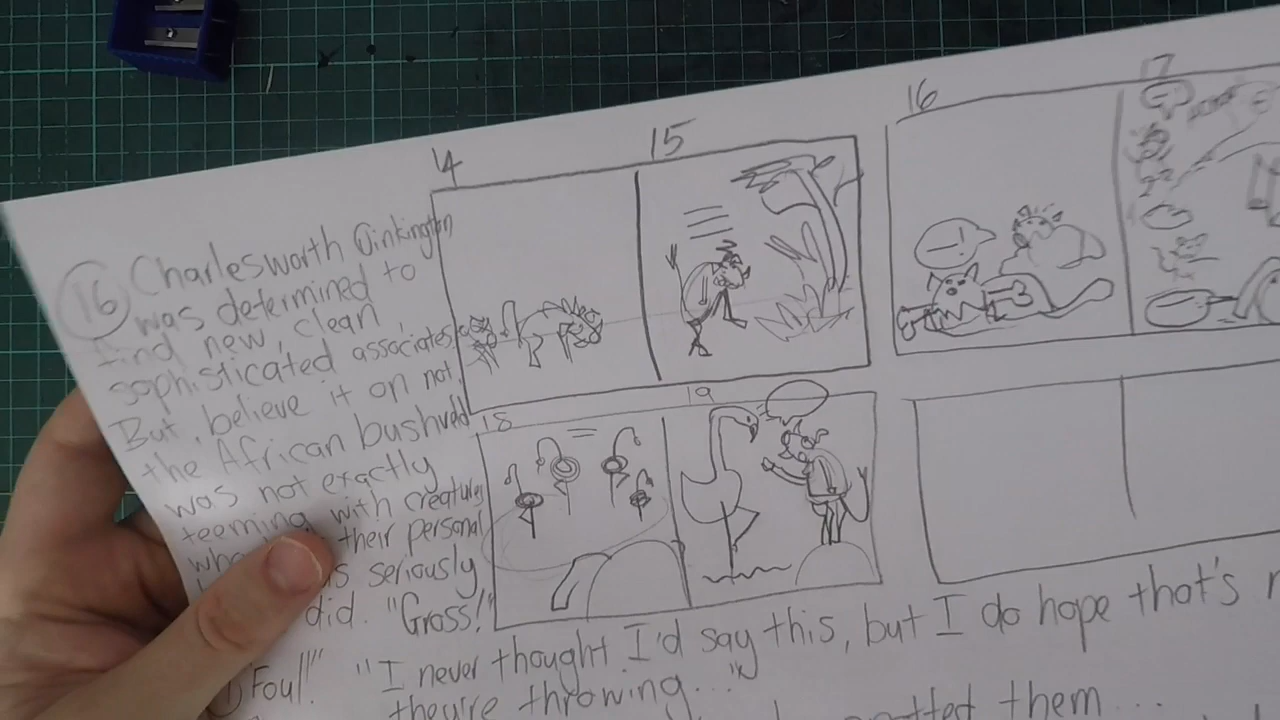 14
15
16
17
16 Charlesworth Oinkington
was determined to
find new, clean,
sophisticated associates.
But, believe it on not,
the African bushveld
was not exactly
teeming with creatures
their personal
seriously
did. "Gross!"
18
19
Foul!" "I never thought I'd say this, but I do hope that's
they're throwing..."
them...